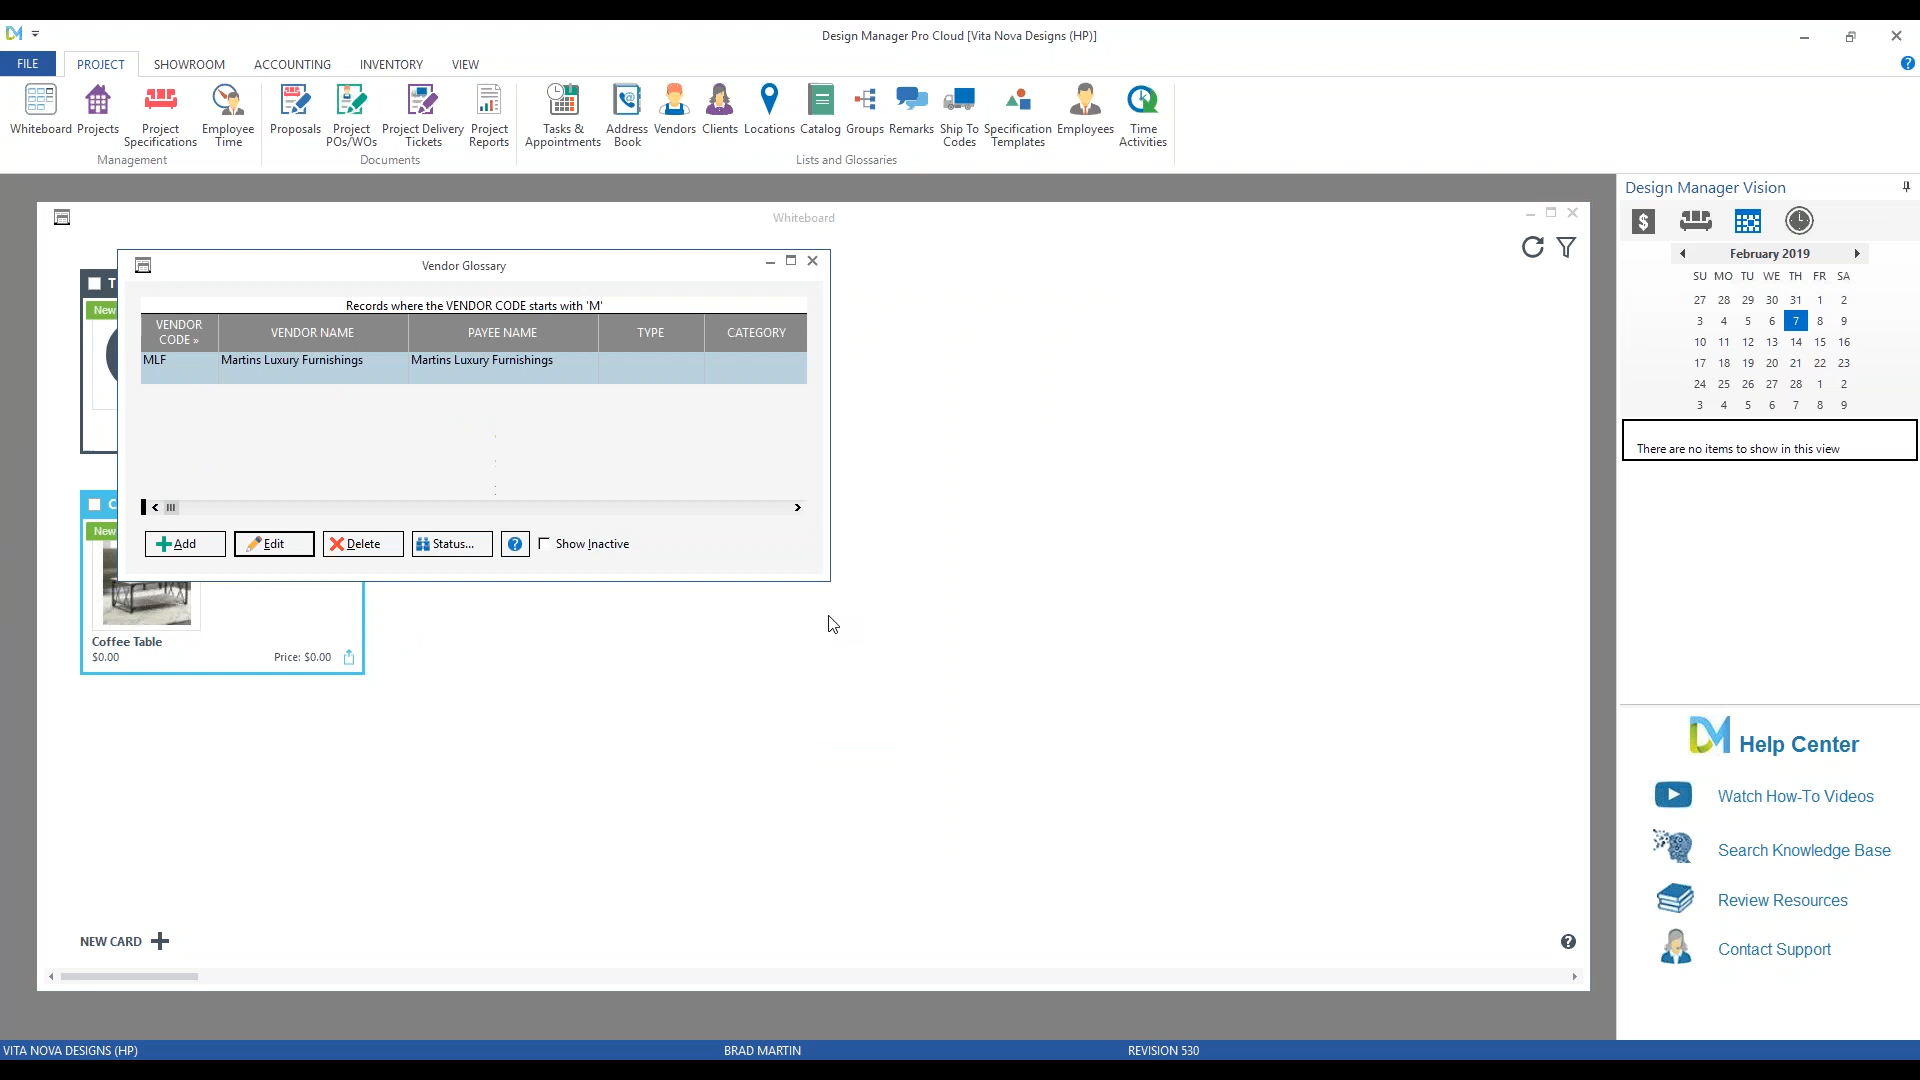 Design Manager Pro Cloud [Vita Nova Designs (HP)]
FILE PROJECT SHOWROOM ACCOUNTING INVENTORY VIEW
Whiteboard Projects Project Specifications Employee Time
Management
Proposals Project POs/WOs Project Delivery Tickets Project Reports
Documents
Tasks & Appointments Address Book Vendors Clients Locations Catalog Groups Remarks Ship To Codes Specification Templates Employees Time Activities
Lists and Glossaries
Whiteboard
T
New
Vendor Glossary
Records where the VENDOR CODE starts with 'M'
VENDOR CODE » VENDOR NAME PAYEE NAME TYPE CATEGORY
MLF Martins Luxury Furnishings Martins Luxury Furnishings
Add Edit Delete Status... Show Inactive
C
New
Coffee Table
$0.00 Price: $0.00
NEW CARD
Design Manager Vision
February 2019
SU MO TU WE TH FR SA
27 28 29 30 31 1 2
3 4 5 6 7 8 9
10 11 12 13 14 15 16
17 18 19 20 21 22 23
24 25 26 27 28 1 2
3 4 5 6 7 8 9
There are no items to show in this view
DM Help Center
Watch How-To Videos
Search Knowledge Base
Review Resources
Contact Support
VITA NOVA DESIGNS (HP) BRAD MARTIN REVISION 530